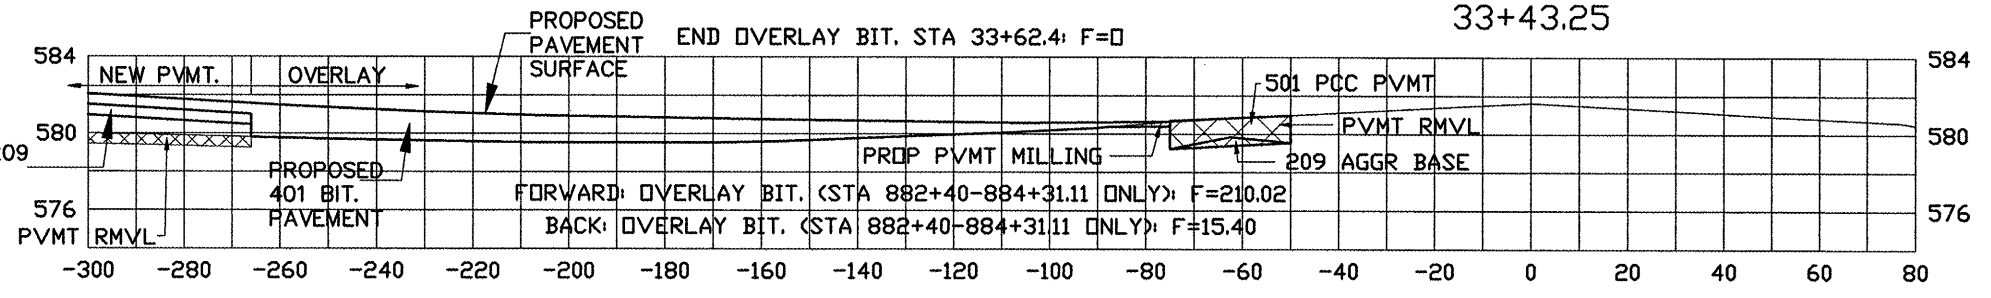 33+43.25
PROPOSED
PAVEMENT
SURFACE
END OVERLAY BIT. STA 33+62.4: F=0
584
584
NEW PVMT.
OVERLAY
501 PCC PVMT
580
580
PVMT RMVL
209
PROP PVMT MILLING
209 AGGR BASE
PROPOSED
401 BIT.
PAVEMENT
FORWARD: OVERLAY BIT. (STA 882+40-884+31.11 ONLY): F=210.02
576
576
PVMT RMVL
BACK: OVERLAY BIT. (STA 882+40-884+31.11 ONLY): F=15.40
-300 -280 -260 -240 -220 -200 -180 -160 -140 -120 -100 -80 -60 -40 -20 0 20 40 60 80